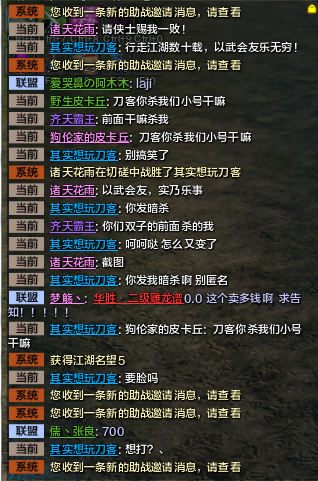 系统 您收到一条新的助战邀请消息，请查看
当前 诸天花雨: 请侠士赐我一败!
当前 其实想玩刀客: 行走江湖数十载，以武会友乐无穷!
系统 您收到一条新的助战邀请消息，请查看
联盟 爱哭鼻の阿木木: laji
当前 野生皮卡丘: 刀客你杀我们小号干嘛
当前 齐天霸王: 前面干嘛杀我
当前 狗伦家的皮卡丘: 刀客你杀我们小号干嘛
当前 其实想玩刀客: 别搞笑了
系统 诸天花雨在切磋中战胜了其实想玩刀客
当前 诸天花雨: 以武会友，实乃乐事
当前 其实想玩刀客: 你发暗杀
当前 齐天霸王: 你们双子的前面杀的我
当前 其实想玩刀客: 呵呵哒 怎么又变了
当前 诸天花雨: 截图
当前 其实想玩刀客: 你发我暗杀啊 别匿名
联盟 梦觞丶: 华胜·二级雕龙谱0.0 这个卖多钱啊 求告
知! ! ! ! !
当前 其实想玩刀客: 狗伦家的皮卡丘: 刀客你杀我们小号
干嘛
系统 获得江湖名望5
当前 其实想玩刀客: 要脸吗
系统 您收到一条新的助战邀请消息，请查看
系统 您收到一条新的助战邀请消息，请查看
联盟 儒丶张良: 700
当前 其实想玩刀客: 想打? 、
系统 您收到一条新的助战邀请消息，请查看